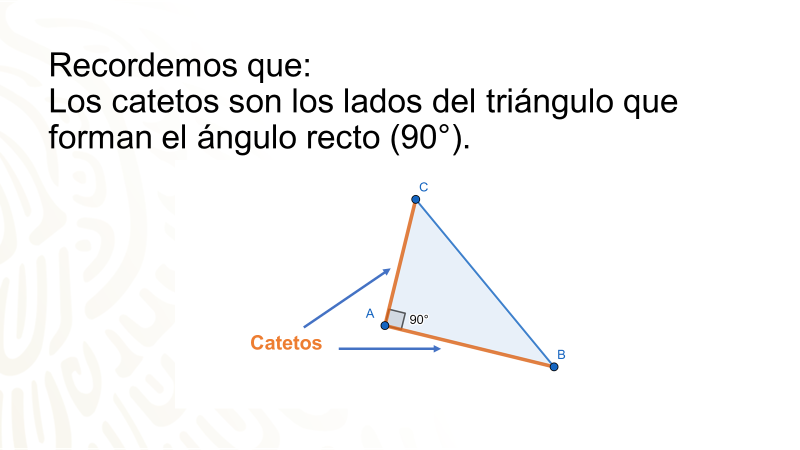 Recordemos que:
Los catetos son los lados del triángulo que
forman el ángulo recto (90°).
C
A
90°
Catetos
B